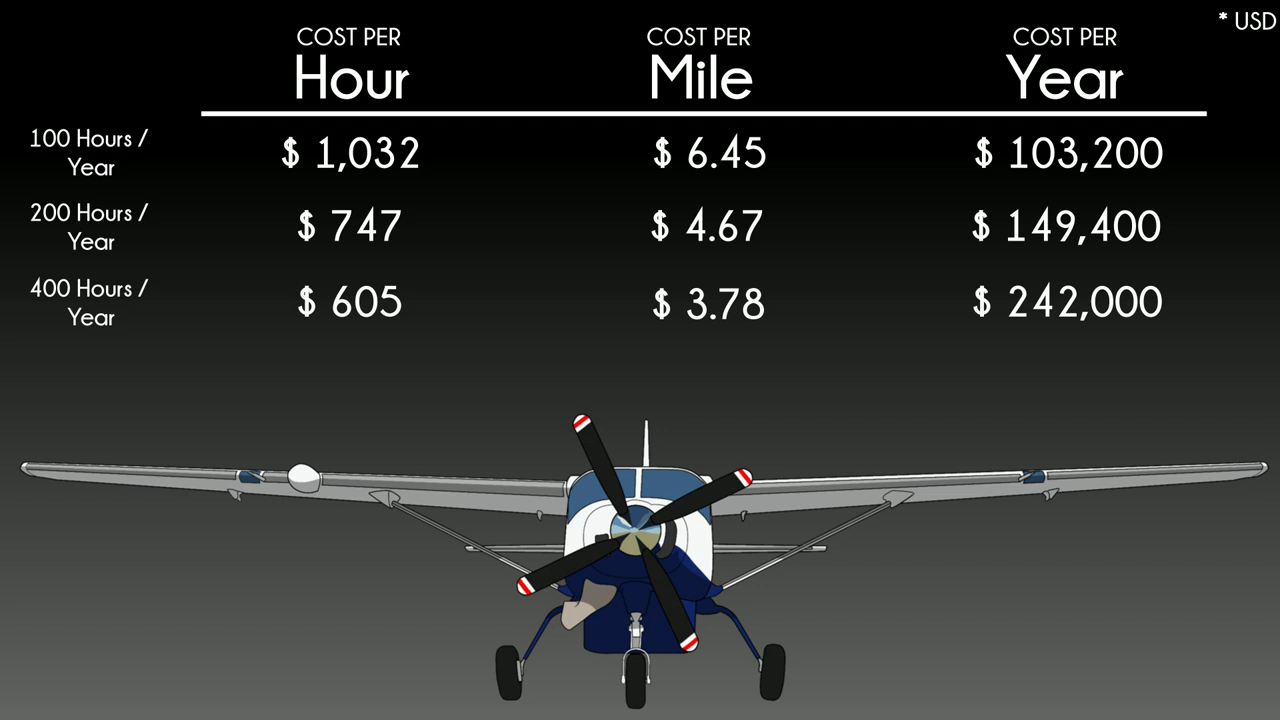 * USD
COST PER COST PER COST PER
Hour Mile Year
100 Hours / Year $ 1,032 $ 6.45 $ 103,200
200 Hours / Year $ 747 $ 4.67 $ 149,400
400 Hours / Year $ 605 $ 3.78 $ 242,000